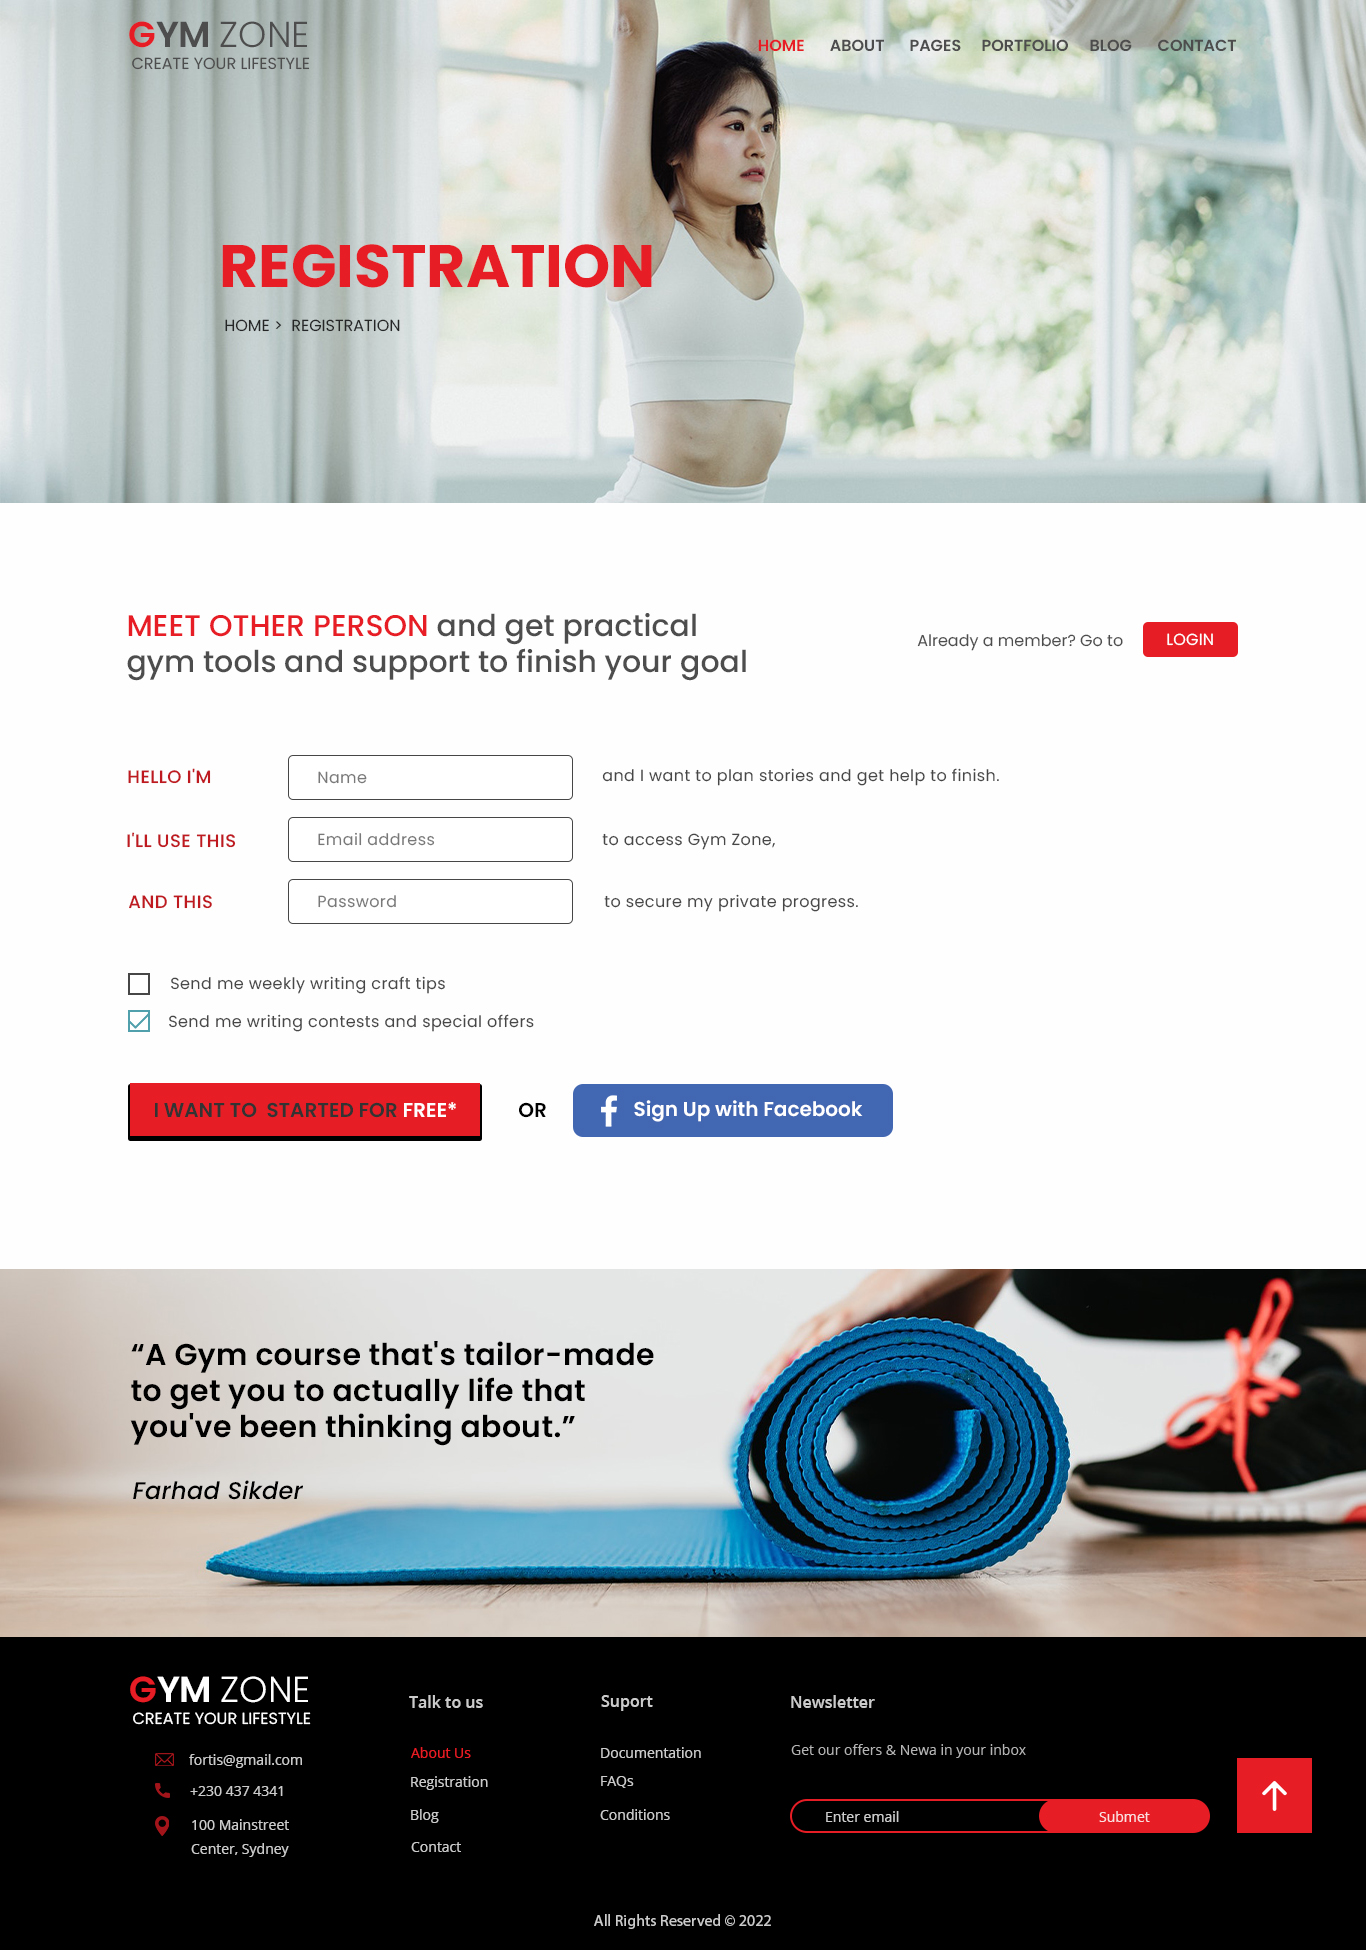 GYM ZONE
CREATE YOUR LIFESTYLE
HOME ABOUT PAGES PORTFOLIO BLOG CONTACT
REGISTRATION
HOME > REGISTRATION
MEET OTHER PERSON and get practical
gym tools and support to finish your goal
Already a member? Go to LOGIN
HELLO I'M Name and I want to plan stories and get help to finish.
I'LL USE THIS Email address to access Gym Zone,
AND THIS Password to secure my private progress.
Send me weekly writing craft tips
Send me writing contests and special offers
I WANT TO STARTED FOR FREE* OR Sign Up with Facebook
“A Gym course that's tailor-made
to get you to actually life that
you've been thinking about.”
Farhad Sikder
GYM ZONE
CREATE YOUR LIFESTYLE
fortis@gmail.com
+230 437 4341
100 Mainstreet
Center, Sydney
Talk to us
About Us
Registration
Blog
Contact
Suport
Documentation
FAQs
Conditions
Newsletter
Get our offers & Newa in your inbox
Enter email Submet
All Rights Reserved © 2022